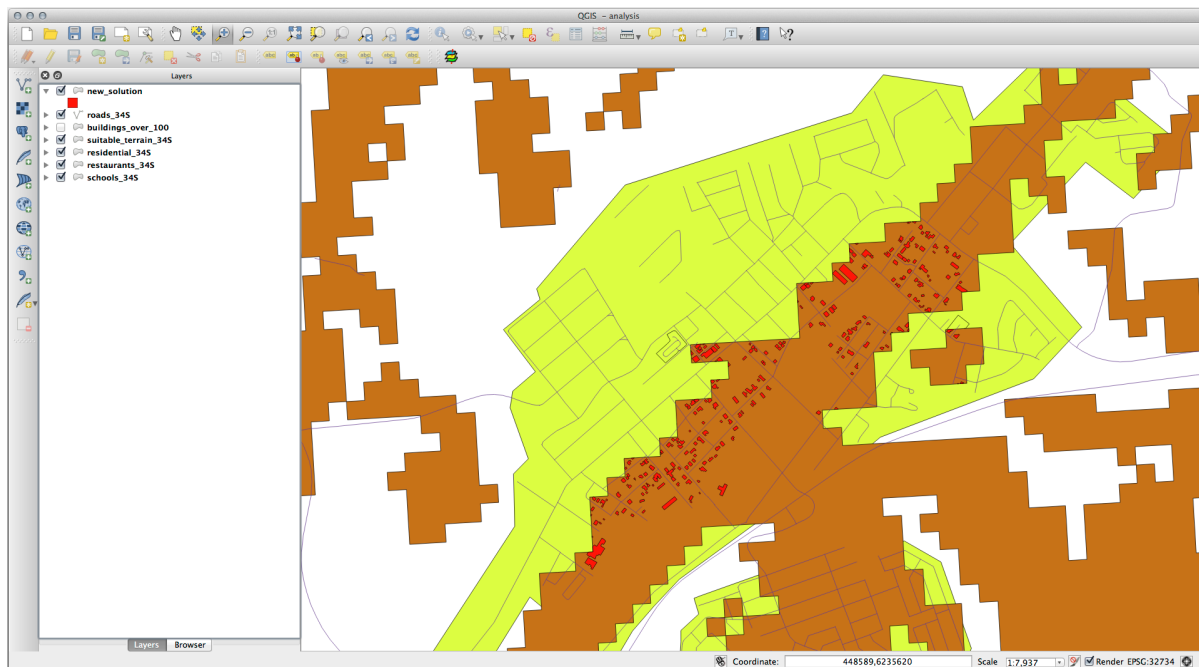 QGIS - analysis
Layers
new_solution
roads_34S
buildings_over_100
suitable_terrain_34S
residential_34S
restaurants_34S
schools_34S
Layers Browser
Coordinate: 448589,6235620 Scale 1:7,937 Render EPSG:32734